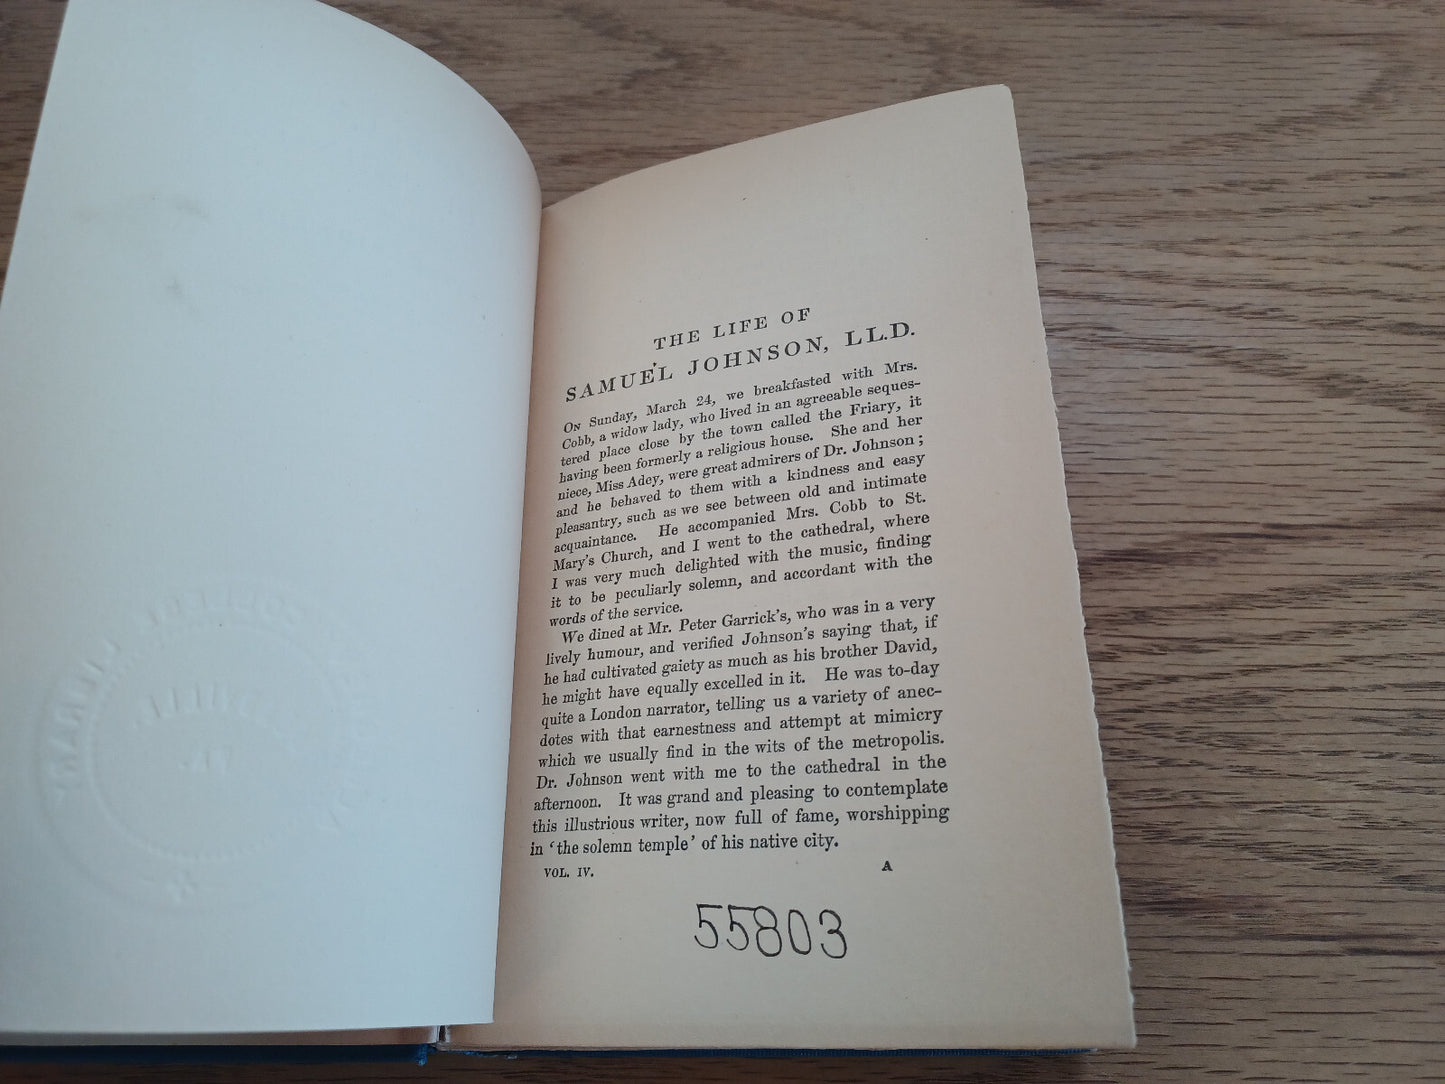 THE LIFE OF
SAMUEL JOHNSON, LL.D.
ON Sunday, March 24, we breakfasted with Mrs.
Cobb, a widow lady, who lived in an agreeable seques-
tered place close by the town called the Friary, it
having been formerly a religious house. She and her
niece, Miss Adey, were great admirers of Dr. Johnson;
and he behaved to them with a kindness and easy
pleasantry, such as we see between old and intimate
acquaintance. He accompanied Mrs. Cobb to St.
Mary's Church, and I went to the cathedral, where
I was very much delighted with the music, finding
it to be peculiarly solemn, and accordant with the
words of the service.
We dined at Mr. Peter Garrick's, who was in a very
lively humour, and verified Johnson's saying that, if
he had cultivated gaiety as much as his brother David,
he might have equally excelled in it. He was to-day
quite a London narrator, telling us a variety of anec-
dotes with that earnestness and attempt at mimicry
which we usually find in the wits of the metropolis.
Dr. Johnson went with me to the cathedral in the
afternoon. It was grand and pleasing to contemplate
this illustrious writer, now full of fame, worshipping
in 'the solemn temple' of his native city.
VOL. IV. A
55803